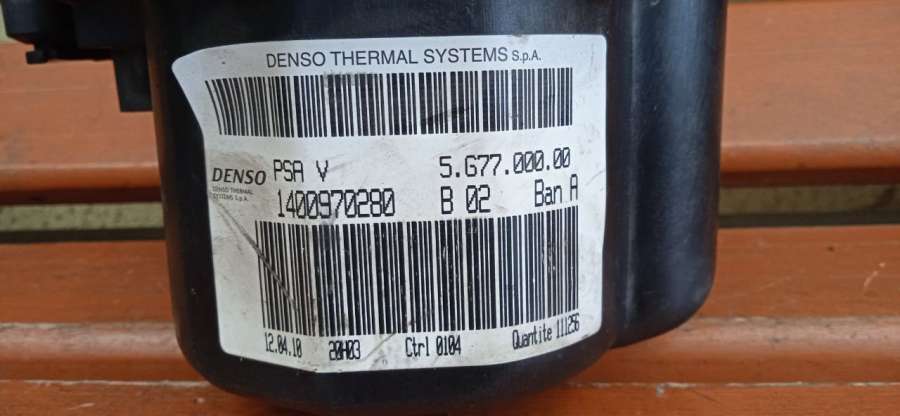 DENSO THERMAL SYSTEMS S.p.A.
PSA V 5.677.000.00
DENSO
DENSO THERMAL
SYSTEMS S.p.A.
1400970280 B 02 Ban A
12.04.10 20H03 Ctrl 0104 Quantite 111256